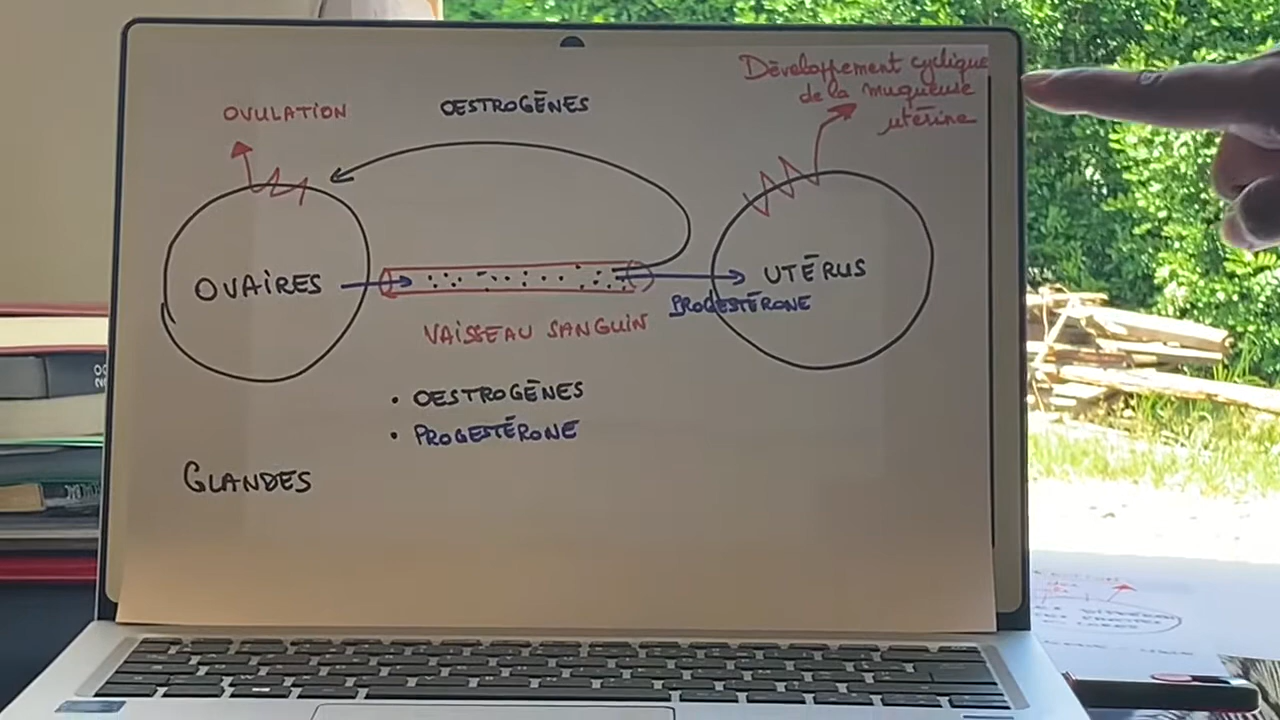 OVULATION
OESTROGÈNES
Développement cyclique
de la muqueuse
utérine
OVAIRES
UTÉRUS
PROGESTÉRONE
VAISSEAU SANGUIN
• OESTROGÈNES
• PROGESTÉRONE
GLANDES